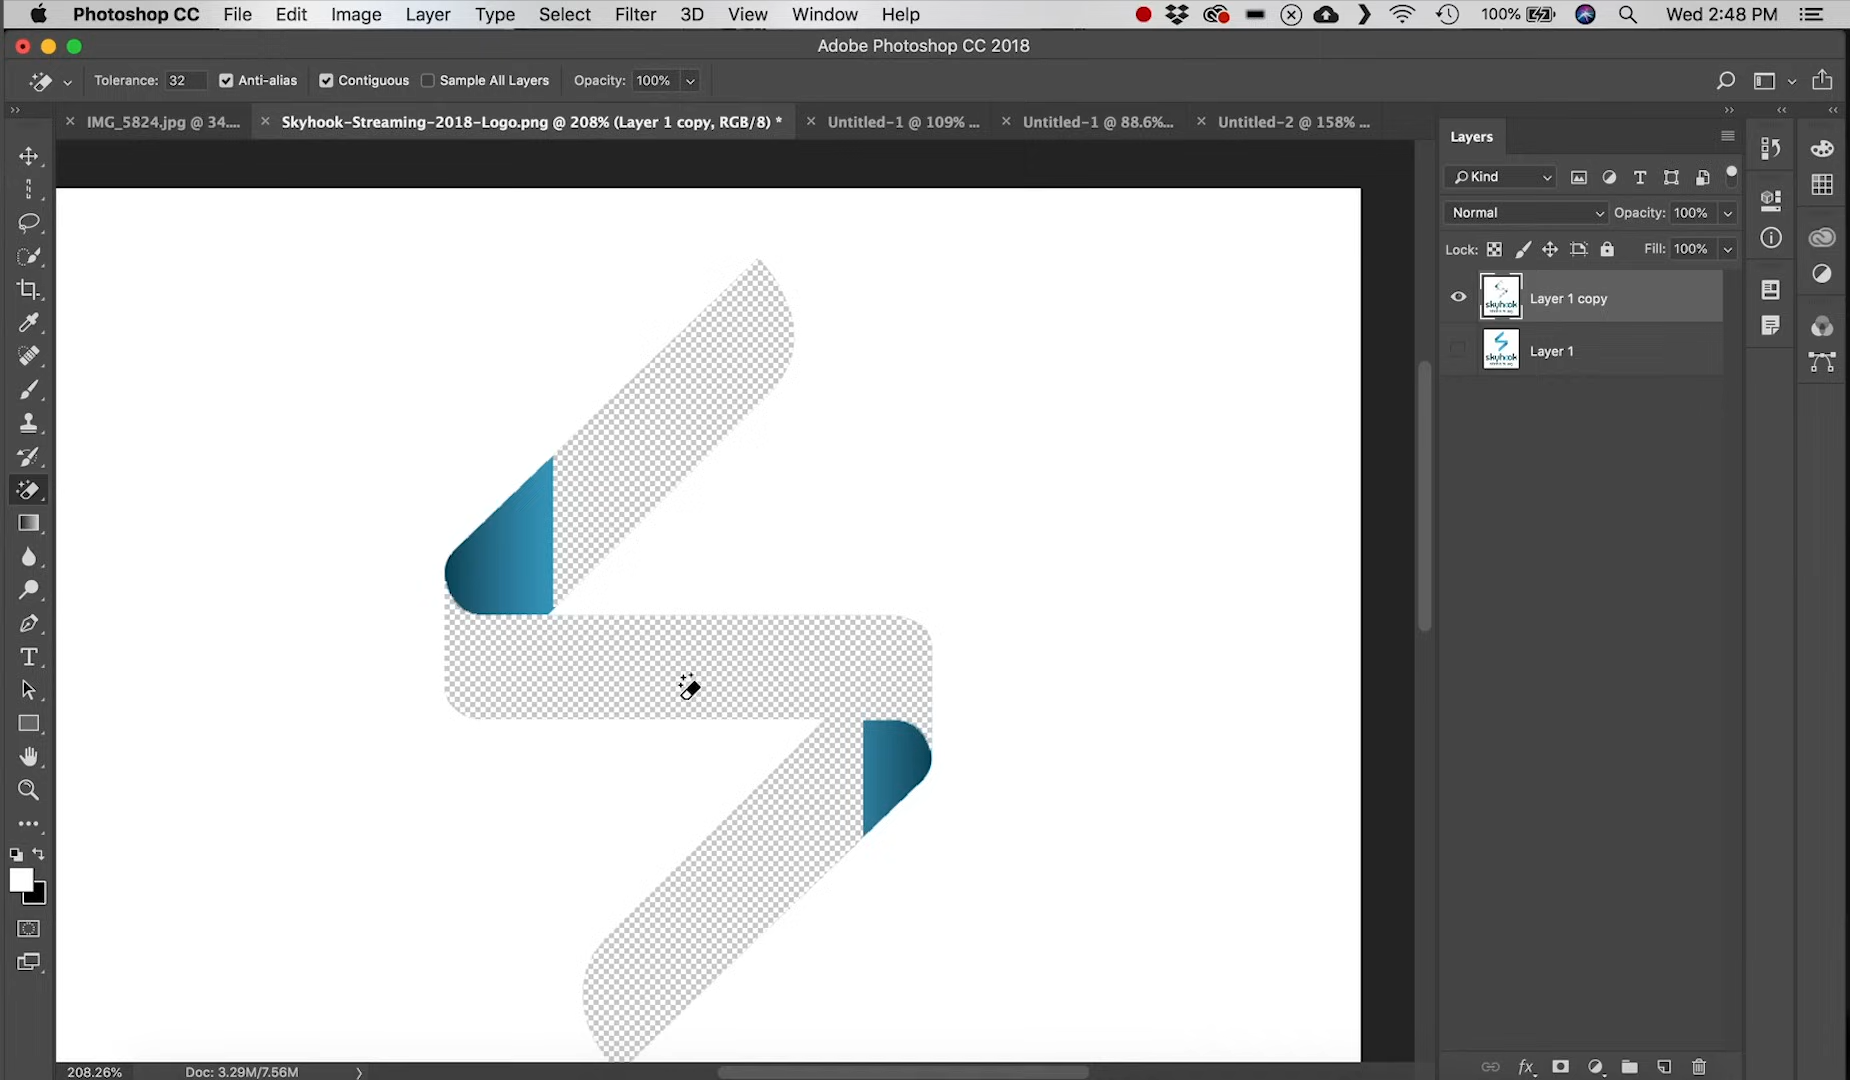 Photoshop CC File Edit Image Layer Type Select Filter 3D View Window Help 100% Wed 2:48 PM
Adobe Photoshop CC 2018
Tolerance: 32 Anti-alias Contiguous Sample All Layers Opacity: 100%
IMG_5824.jpg @ 34.... Skyhook-Streaming-2018-Logo.png @ 208% (Layer 1 copy, RGB/8) * Untitled-1 @ 109% ... Untitled-1 @ 88.6%... Untitled-2 @ 158% ...
Layers
Kind
Normal Opacity: 100%
Lock: Fill: 100%
skyhook Layer 1 copy
skyhook Layer 1
208.26% Doc: 3.29M/7.56M